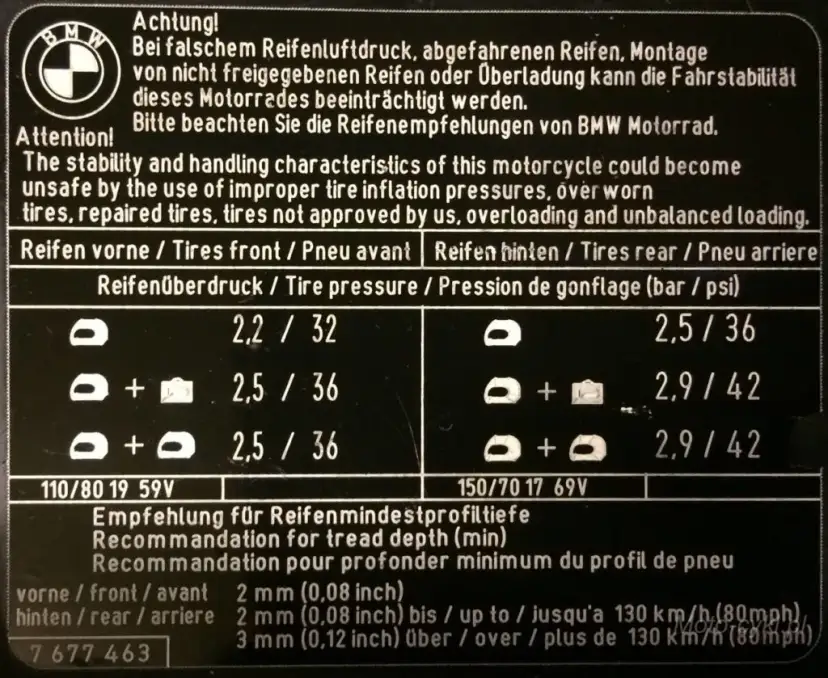 BMW
Achtung!
Bei falschem Reifenluftdruck, abgefahrenen Reifen, Montage
von nicht freigegebenen Reifen oder Überladung kann die Fahrstabilität
dieses Motorrades beeinträchtigt werden.
Bitte beachten Sie die Reifenempfehlungen von BMW Motorrad.
Attention!
The stability and handling characteristics of this motorcycle could become
unsafe by the use of improper tire inflation pressures, over worn
tires, repaired tires, tires not approved by us, overloading and unbalanced loading.
Reifen vorne / Tires front / Pneu avant | Reifen hinten / Tires rear / Pneu arriere
Reifenüberdruck / Tire pressure / Pression de gonflage (bar / psi)
2,2 / 32 2,5 / 36
+ 2,5 / 36 + 2,9 / 42
+ 2,5 / 36 + 2,9 / 42
110/80 19 59V 150/70 17 69V
Empfehlung für Reifenmindestprofiltiefe
Recommandation for tread depth (min)
Recommandation pour profonder minimum du profil de pneu
vorne / front / avant 2 mm (0,08 inch)
hinten / rear / arriere 2 mm (0,08 inch) bis / up to / jusqu'a 130 km/h (80mph)
3 mm (0,12 inch) über / over / plus de 130 km/h (80mph)
7 677 463